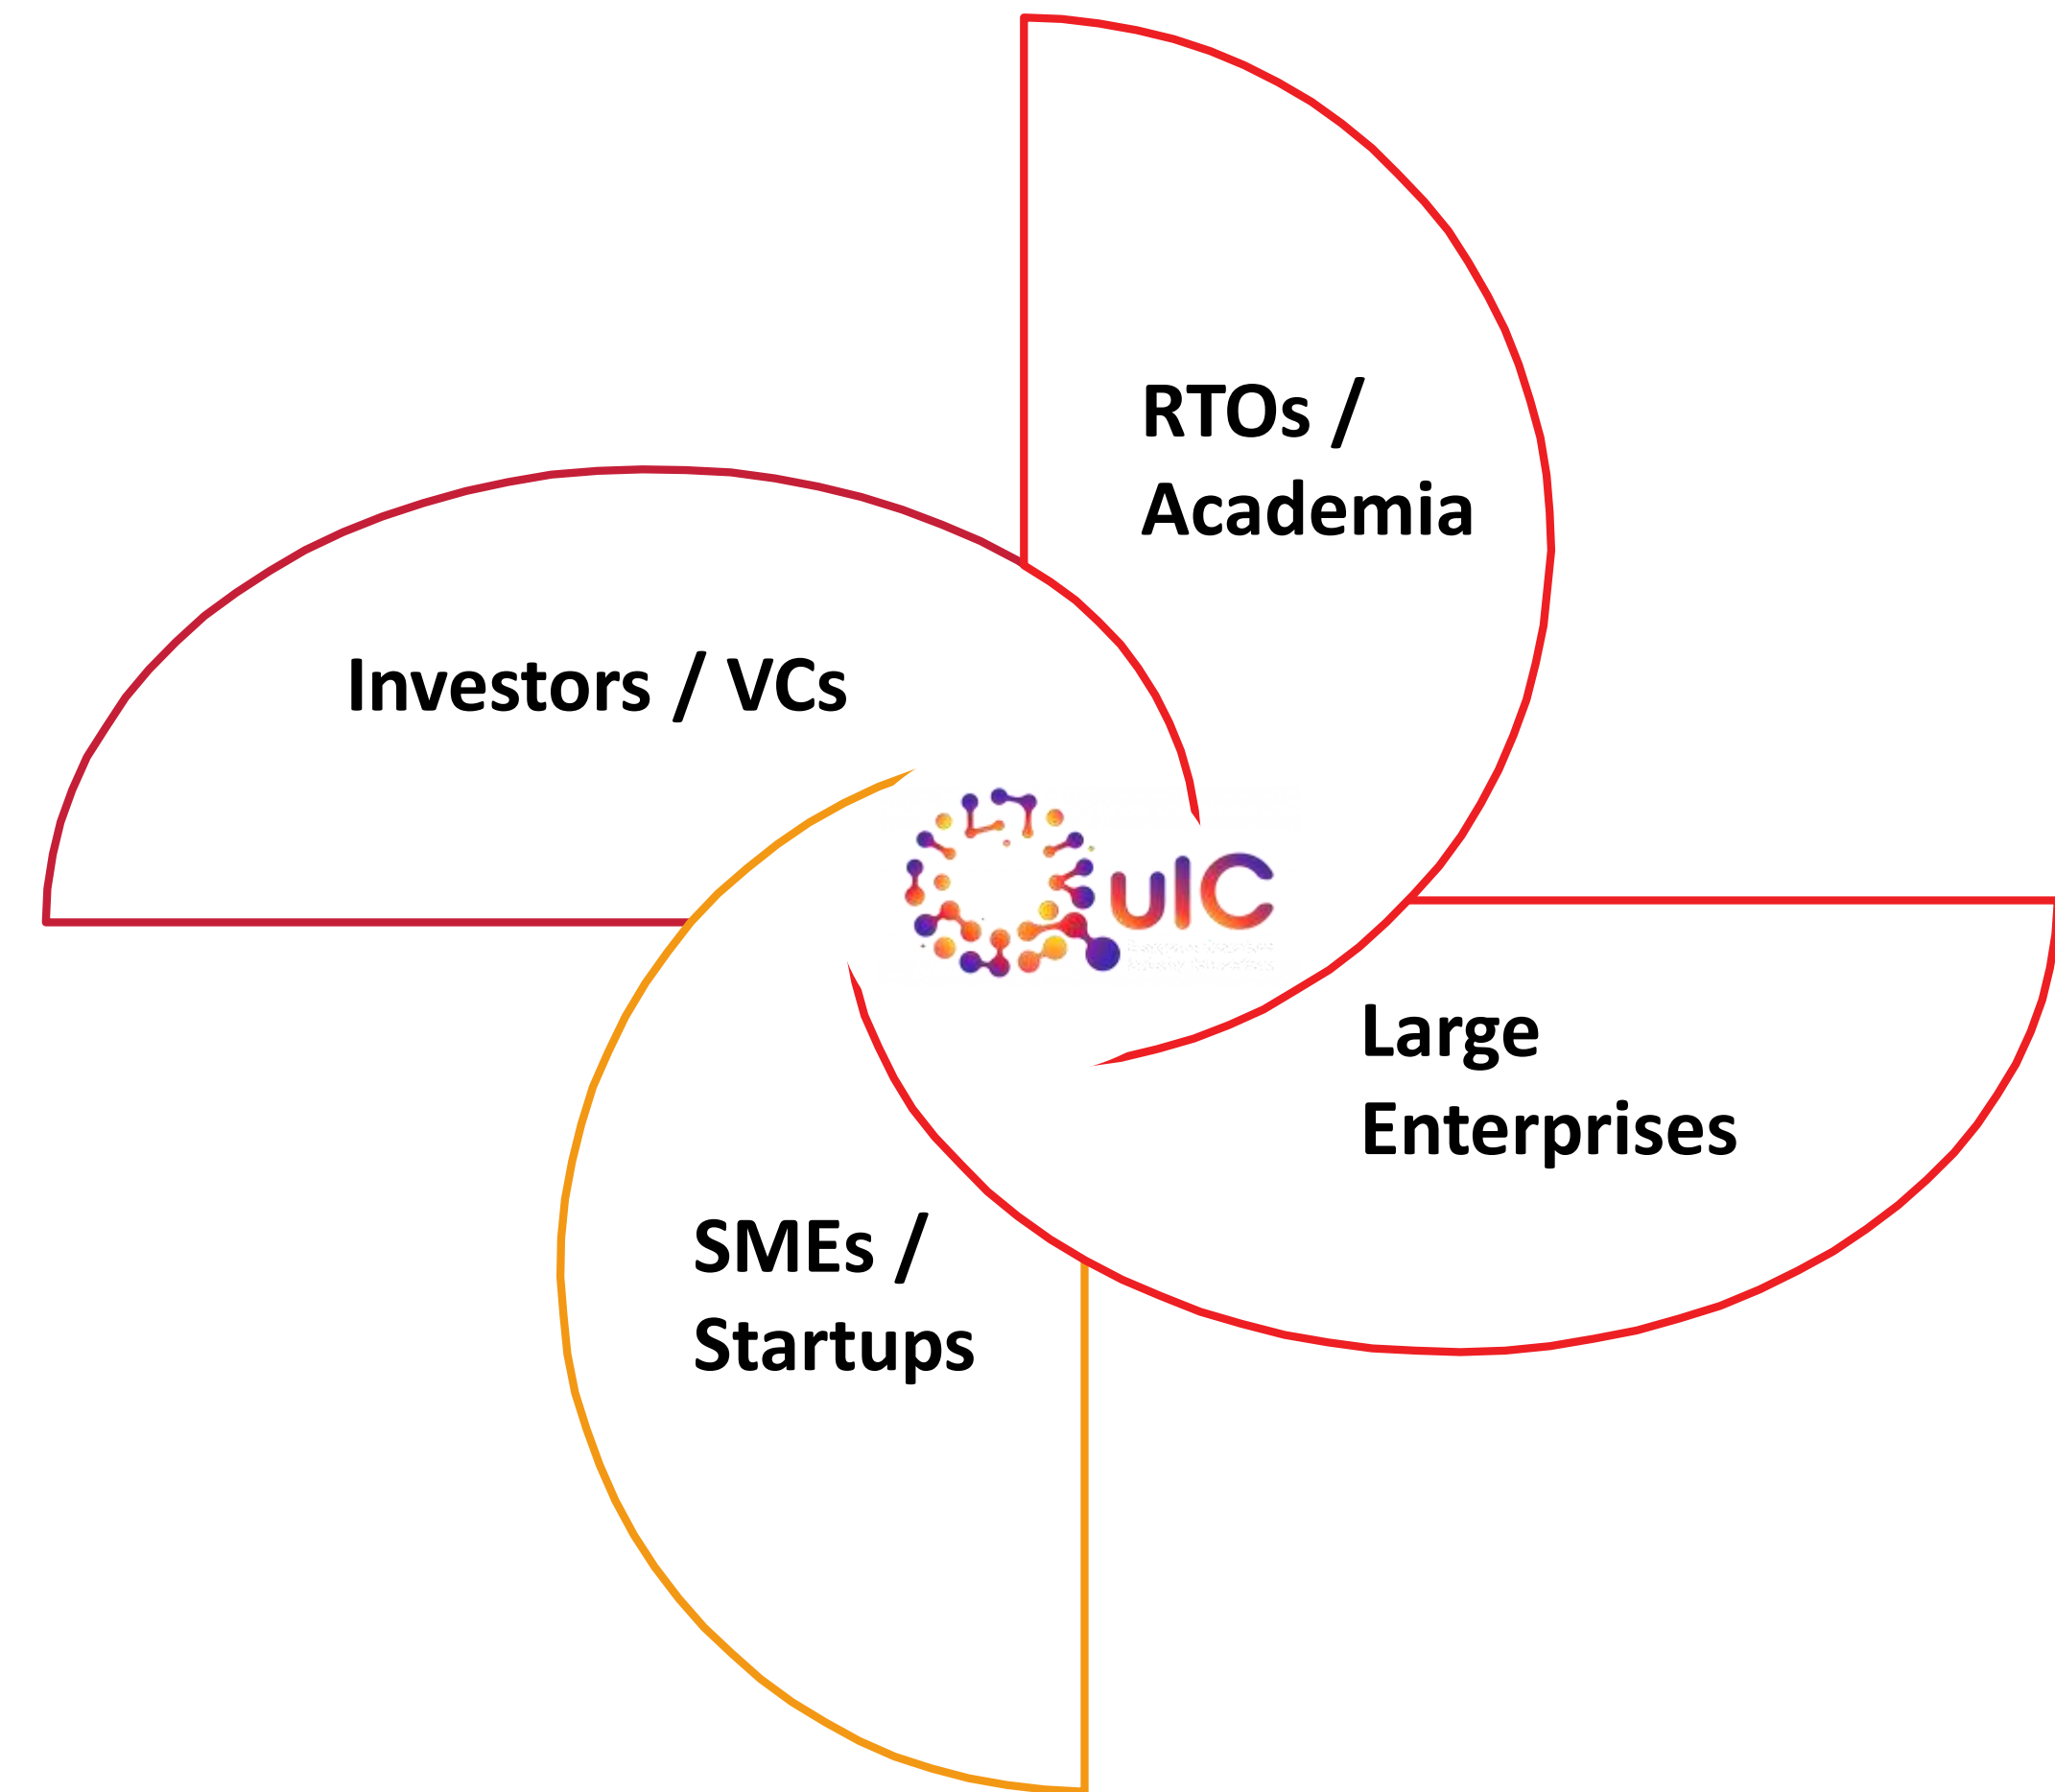 RTOs /
Academia
Investors / VCs
QuIC
Large
Enterprises
SMEs /
Startups